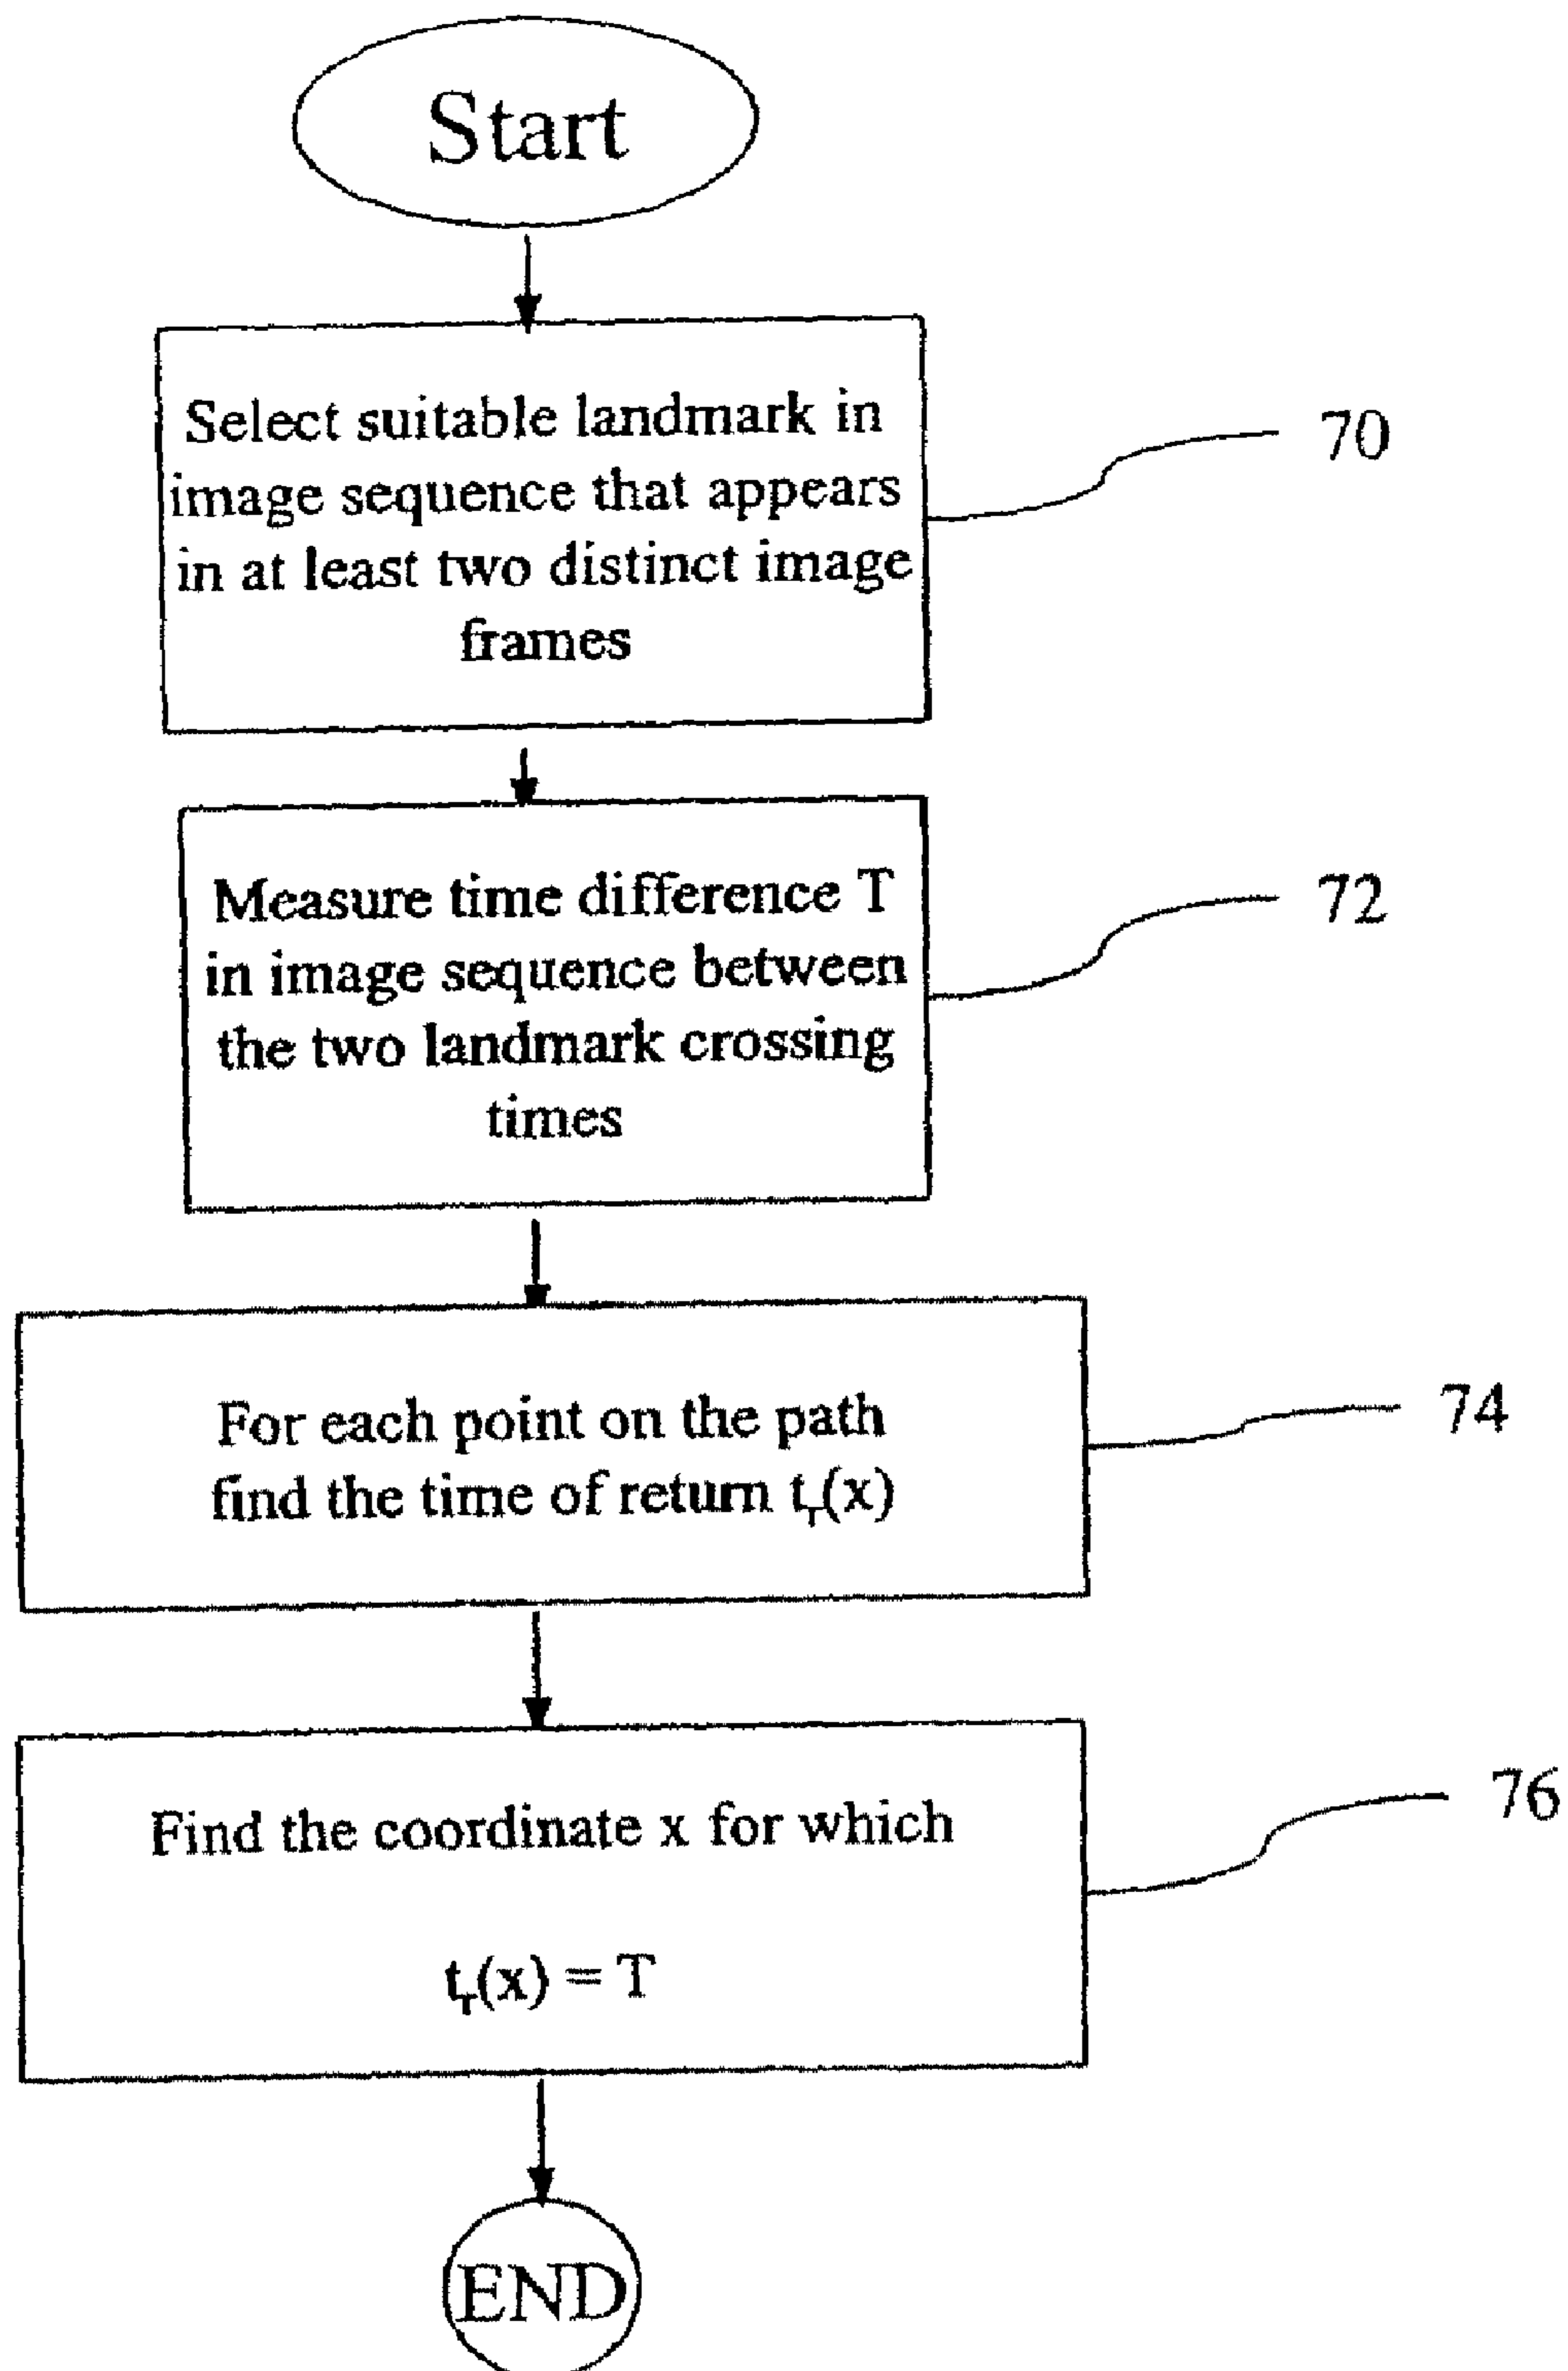 Start
Select suitable landmark in
image sequence that appears
in at least two distinct image
frames
70
Measure time difference T
in image sequence between
the two landmark crossing
times
72
For each point on the path
find the time of return tᵣ(x)
74
Find the coordinate x for which
tᵣ(x) = T
76
END